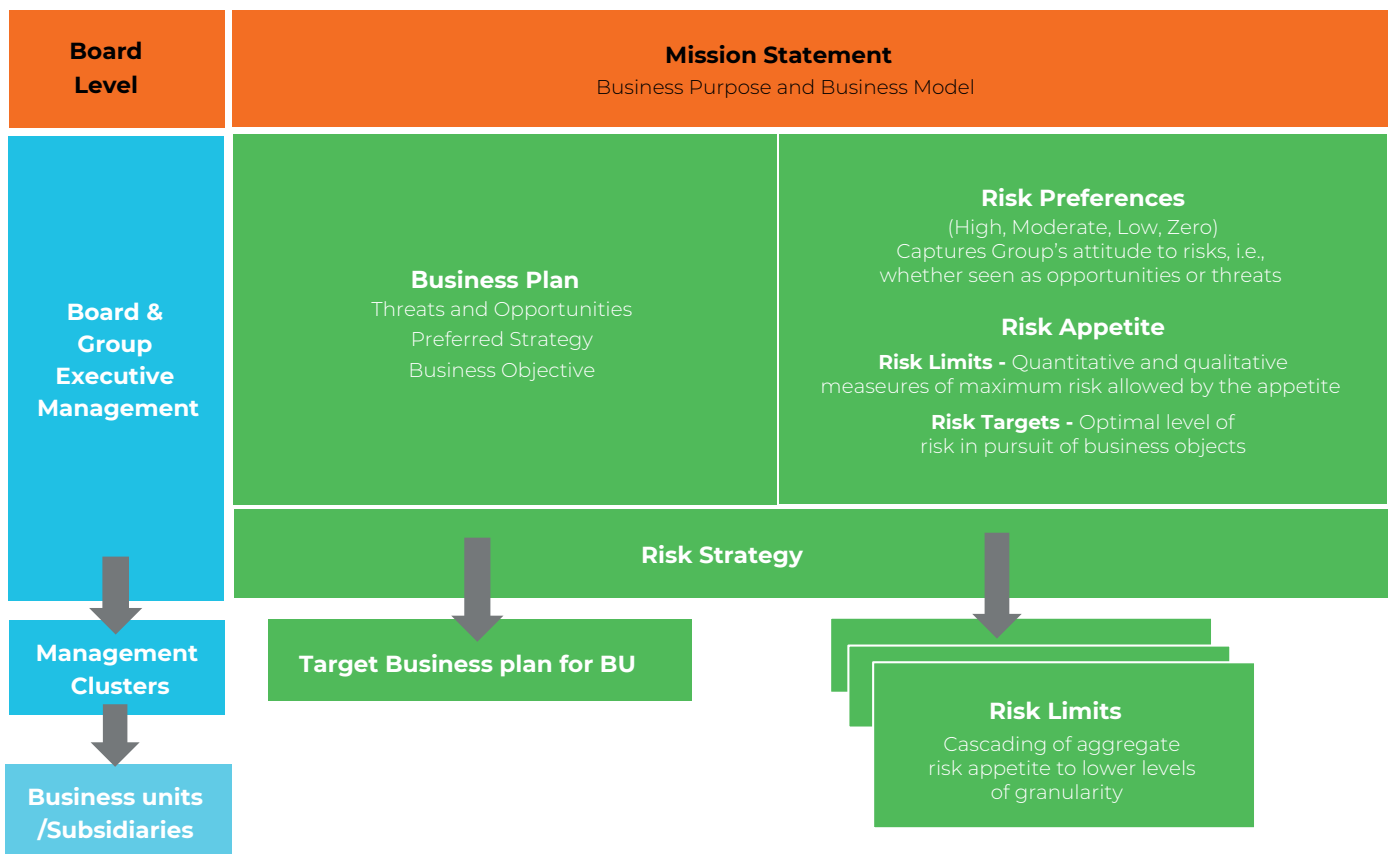 Board
Level
Mission Statement
Business Purpose and Business Model
Board &
Group
Executive
Management
Business Plan
Threats and Opportunities
Preferred Strategy
Business Objective
Risk Preferences
(High, Moderate, Low, Zero)
Captures Group's attitude to risks, i.e.,
whether seen as opportunities or threats
Risk Appetite
Risk Limits - Quantitative and qualitative
measures of maximum risk allowed by the appetite
Risk Targets - Optimal level of
risk in pursuit of business objects
Risk Strategy
Management
Clusters
Target Business plan for BU
Risk Limits
Cascading of aggregate
risk appetite to lower levels
of granularity
Business units
/Subsidiaries